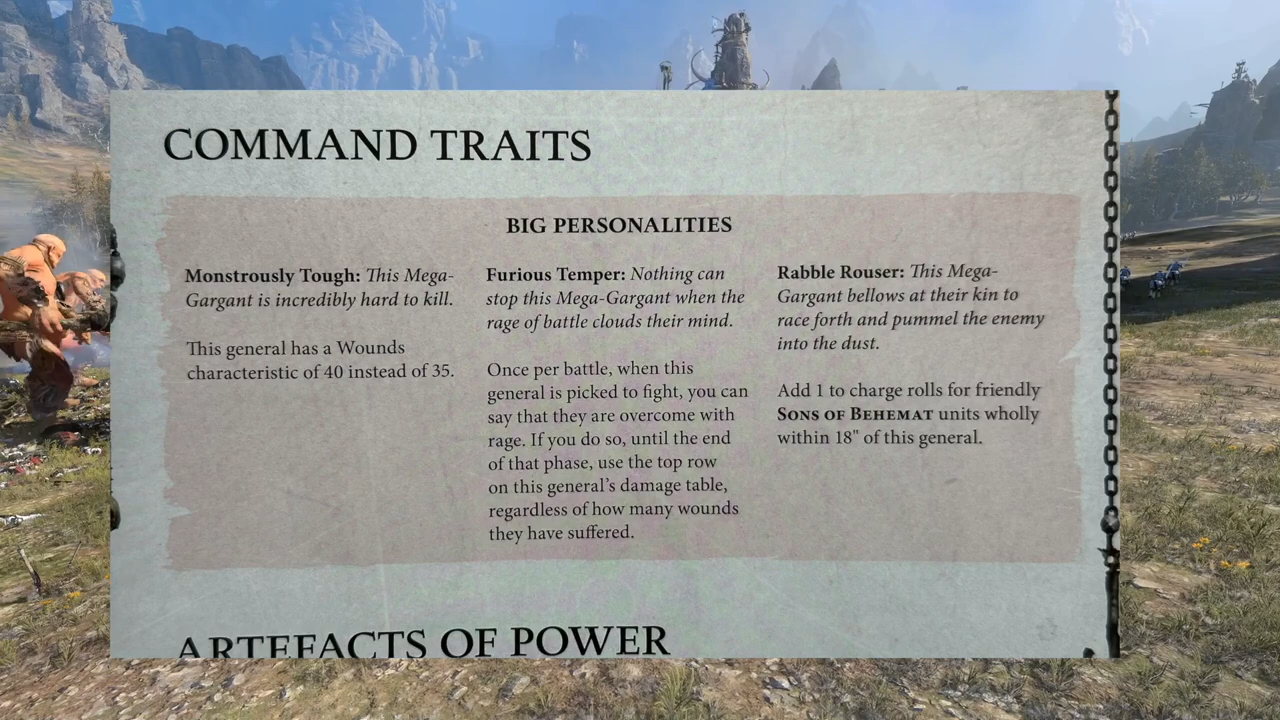 COMMAND TRAITS
BIG PERSONALITIES
Monstrously Tough: This Mega-
Gargant is incredibly hard to kill.
This general has a Wounds
characteristic of 40 instead of 35.
Furious Temper: Nothing can
stop this Mega-Gargant when the
rage of battle clouds their mind.
Once per battle, when this
general is picked to fight, you can
say that they are overcome with
rage. If you do so, until the end
of that phase, use the top row
on this general's damage table,
regardless of how many wounds
they have suffered.
Rabble Rouser: This Mega-
Gargant bellows at their kin to
race forth and pummel the enemy
into the dust.
Add 1 to charge rolls for friendly
SONS OF BEHEMAT units wholly
within 18" of this general.
ARTEFACTS OF POWER